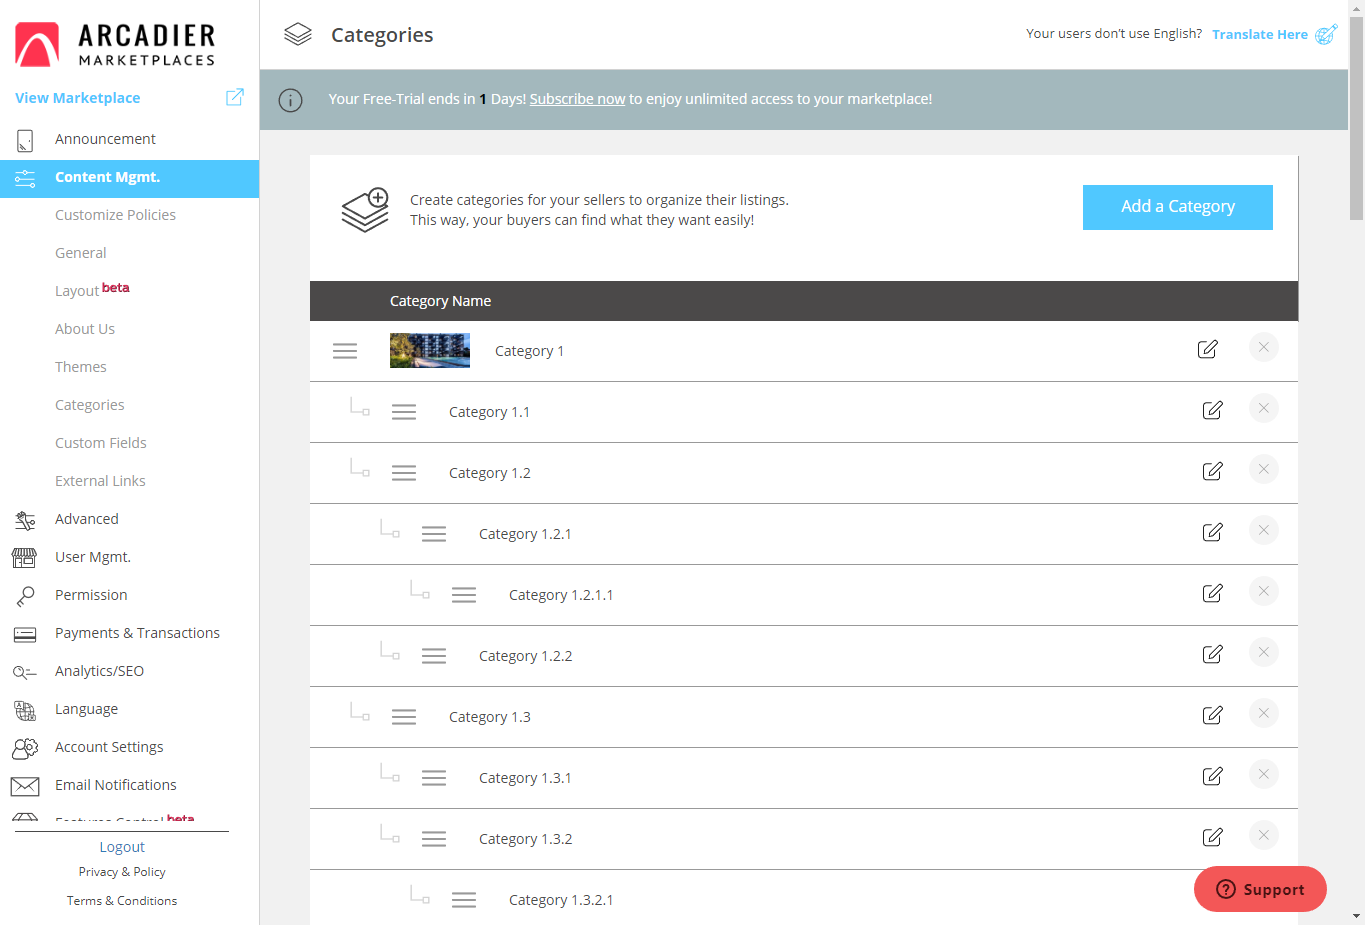 ARCADIER
MARKETPLACES
View Marketplace
Announcement
Content Mgmt.
Customize Policies
General
Layout beta
About Us
Themes
Categories
Custom Fields
External Links
Advanced
User Mgmt.
Permission
Payments & Transactions
Analytics/SEO
Language
Account Settings
Email Notifications
Features Control beta
Logout
Privacy & Policy
Terms & Conditions
Categories
Your users don't use English? Translate Here
Your Free-Trial ends in 1 Days! Subscribe now to enjoy unlimited access to your marketplace!
Create categories for your sellers to organize their listings.
This way, your buyers can find what they want easily!
Add a Category
Category Name
Category 1
Category 1.1
Category 1.2
Category 1.2.1
Category 1.2.1.1
Category 1.2.2
Category 1.3
Category 1.3.1
Category 1.3.2
Category 1.3.2.1
Support